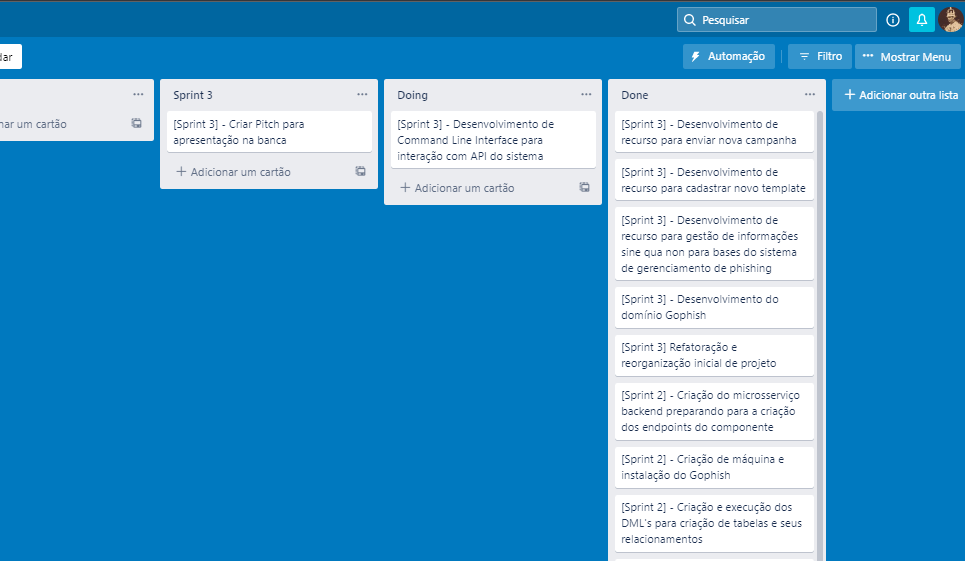 Pesquisar
dar
Automação
Filtro
Mostrar Menu
nar um cartão
Sprint 3
[Sprint 3] - Criar Pitch para
apresentação na banca
Adicionar um cartão
Doing
[Sprint 3] - Desenvolvimento de
Command Line Interface para
interação com API do sistema
Adicionar um cartão
Done
[Sprint 3] - Desenvolvimento de
recurso para enviar nova campanha
[Sprint 3] - Desenvolvimento de
recurso para cadastrar novo template
[Sprint 3] - Desenvolvimento de
recurso para gestão de informações
sine qua non para bases do sistema
de gerenciamento de phishing
[Sprint 3] - Desenvolvimento do
domínio Gophish
[Sprint 3] Refatoração e
reorganização inicial de projeto
[Sprint 2] - Criação do microsserviço
backend preparando para a criação
dos endpoints do componente
[Sprint 2] - Criação de máquina e
instalação do Gophish
[Sprint 2] - Criação e execução dos
DML's para criação de tabelas e seus
relacionamentos
Adicionar outra lista